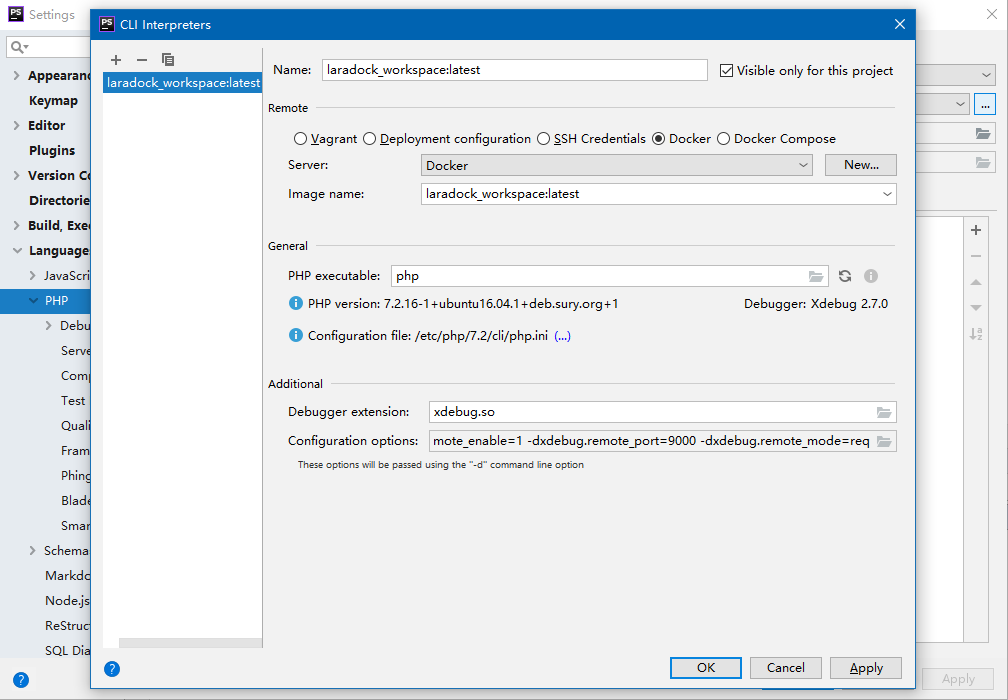 PS Settings
Appearan
Keymap
Editor
Plugins
Version Co
Directorie
Build, Exec
Language
JavaScri
PHP
Debu
Serve
Comp
Test
Quali
Fram
Phing
Blade
Smar
Schema
Markdo
Node.js
ReStruc
SQL Dia
?
PS CLI Interpreters
laradock_workspace:latest
Name: laradock_workspace:latest Visible only for this project
Remote
Vagrant Deployment configuration SSH Credentials Docker Docker Compose
Server: Docker New...
Image name: laradock_workspace:latest
General
PHP executable: php
PHP version: 7.2.16-1+ubuntu16.04.1+deb.sury.org+1 Debugger: Xdebug 2.7.0
Configuration file: /etc/php/7.2/cli/php.ini (...)
Additional
Debugger extension: xdebug.so
Configuration options: mote_enable=1 -dxdebug.remote_port=9000 -dxdebug.remote_mode=req
These options will be passed using the "-d" command line option
? OK Cancel Apply
...
Apply